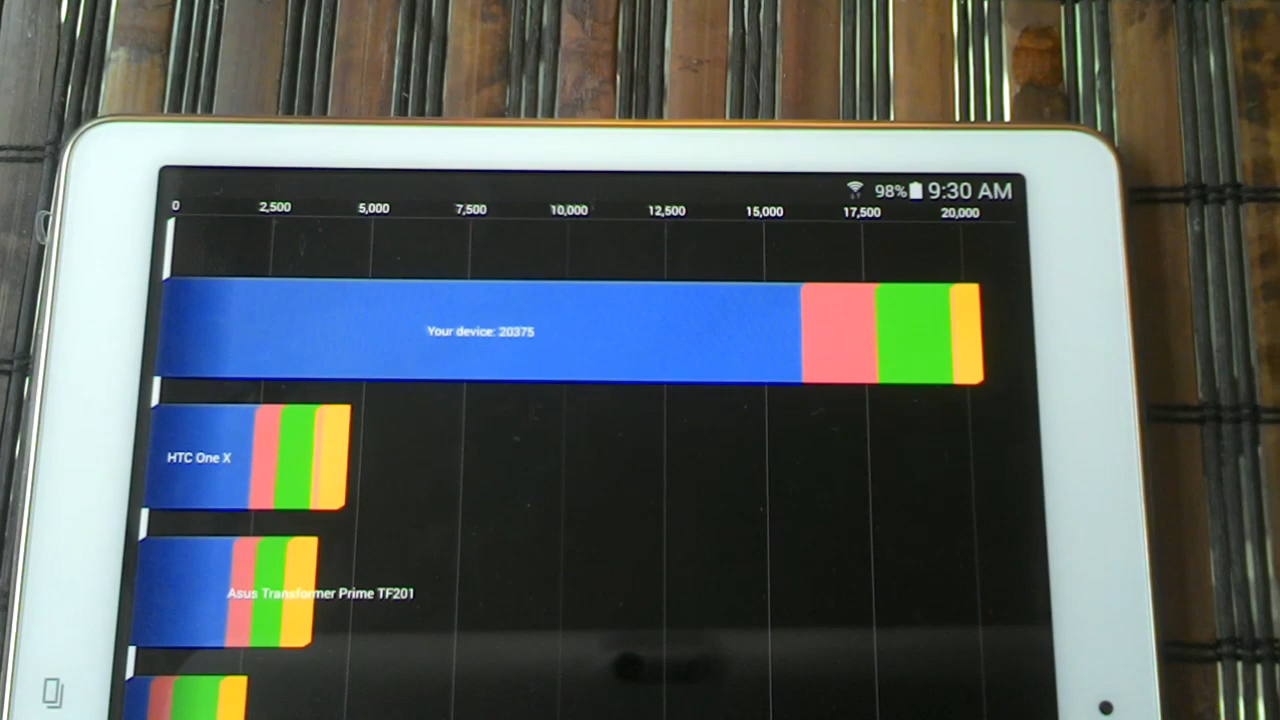 98% 9:30 AM
0 2,500 5,000 7,500 10,000 12,500 15,000 17,500 20,000
Your device: 20375
HTC One X
Asus Transformer Prime TF201